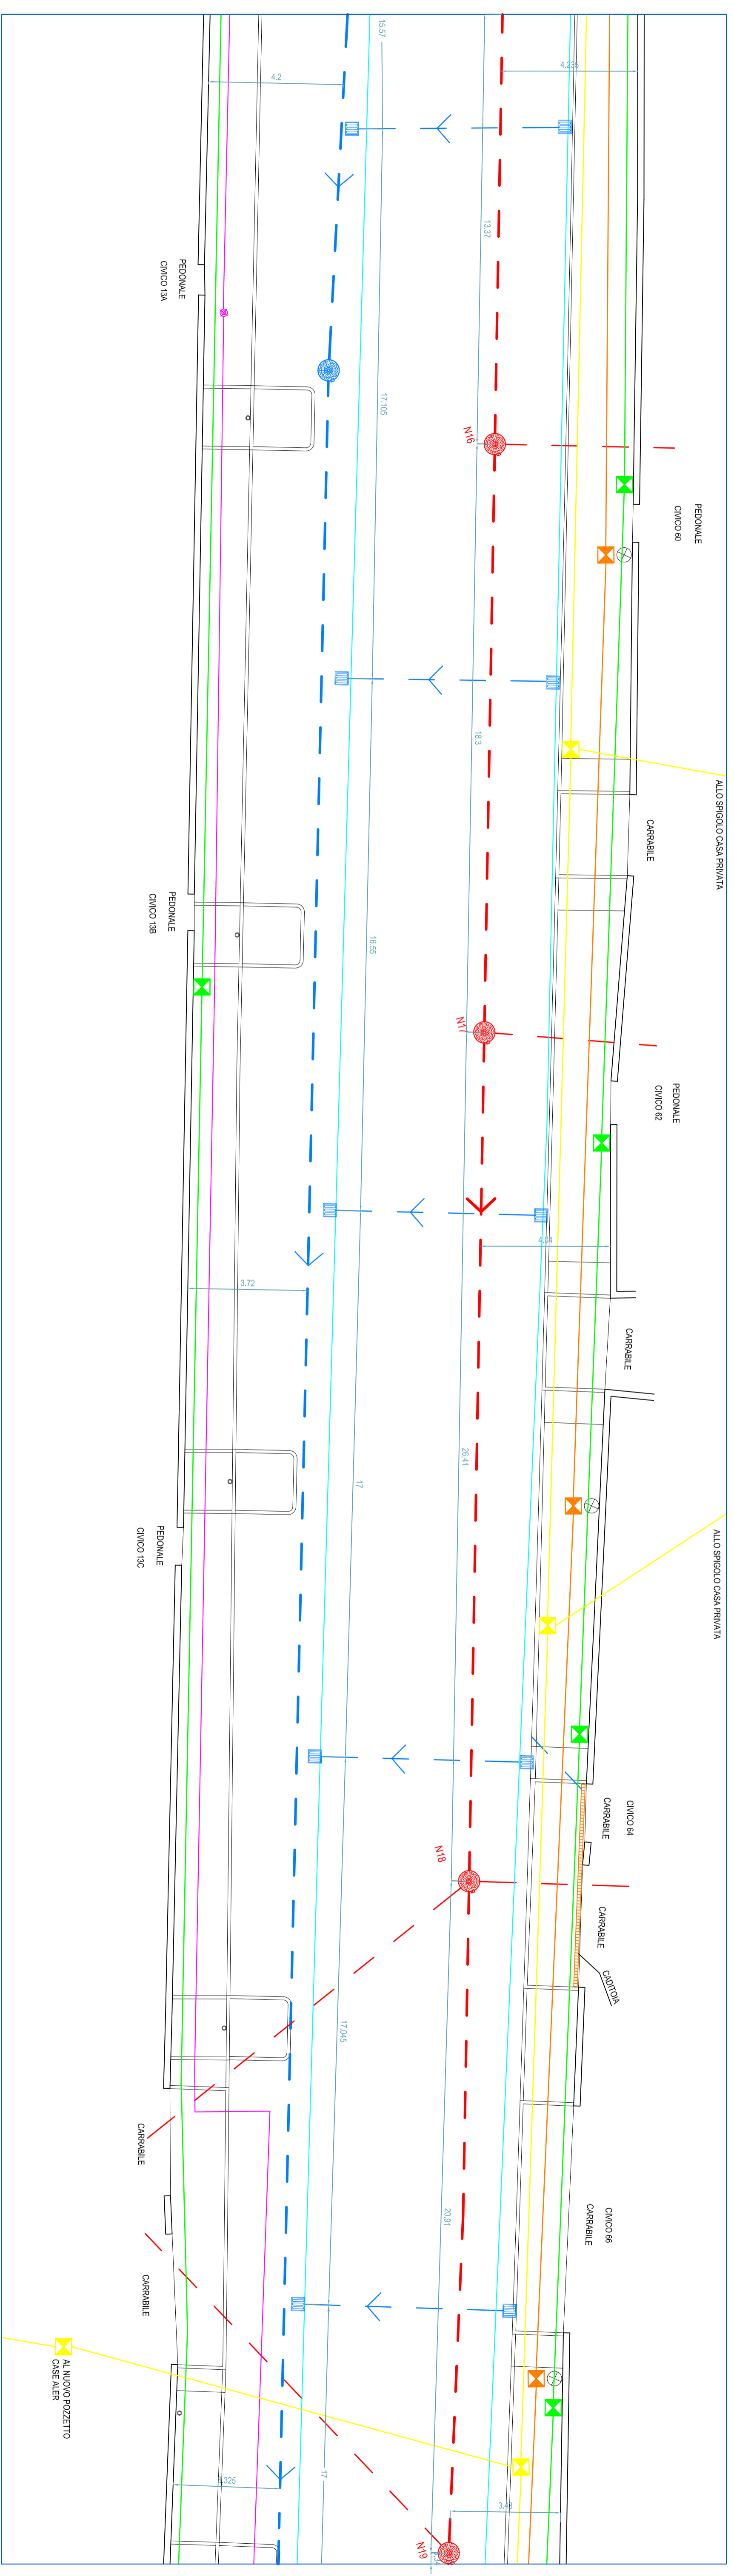 15,57
4.2
4.235
13.37
PEDONALE
CIVICO 13A
17.105
N16
PEDONALE
CIVICO 60
18.3
ALLO SPIGOLO CASA PRIVATA
CARRABILE
PEDONALE
CIVICO 13B
16.55
N17
PEDONALE
CIVICO 62
4.04
3.72
CARRABILE
26.41
17
PEDONALE
CIVICO 13C
ALLO SPIGOLO CASA PRIVATA
CIVICO 64
CARRABILE
N18
CARRABILE
CADITOIA
17.045
CARRABILE
20.91
CIVICO 66
CARRABILE
CARRABILE
AL NUOVO POZZETTO
CASE ALER
3.325
17
3.48
N19